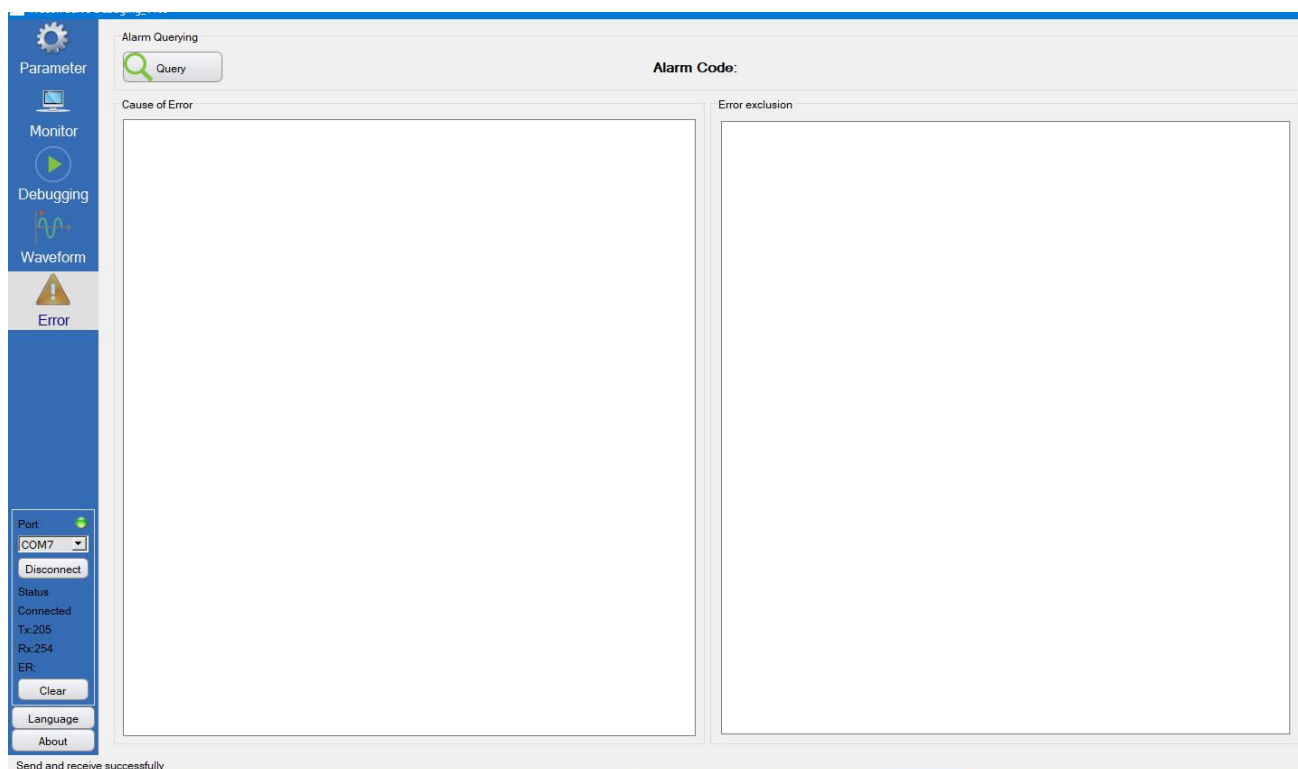 Parameter
Monitor
Debugging
Waveform
Error
Port
COM7
Disconnect
Status
Connected
Tx:205
Rx:254
ER:
Clear
Language
About
Alarm Querying
Query
Alarm Code:
Cause of Error
Error exclusion
Send and receive successfully